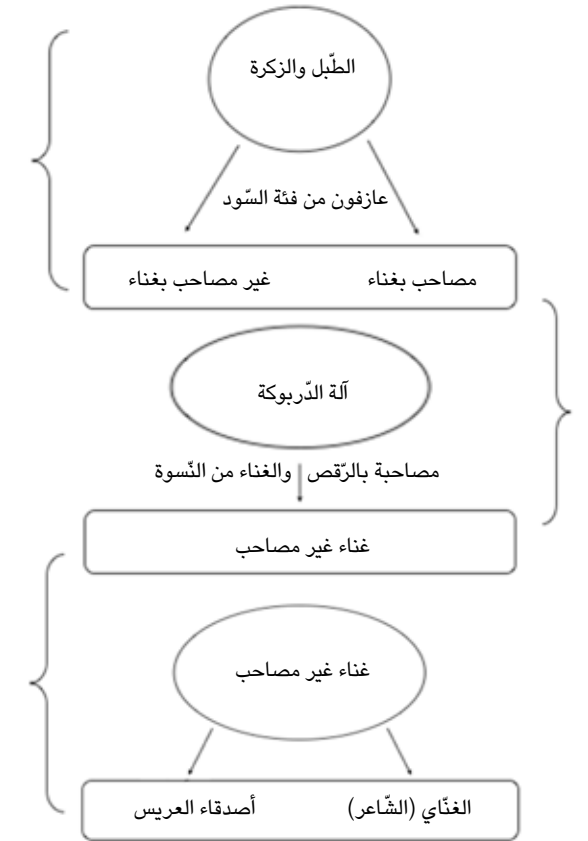 الطّبل والزكرة
عازفون من فئة السّود
مصاحب بغناء غير مصاحب بغناء
آلة الدّربوكة
مصاحبة بالرّقص والغناء من النّسوة
غناء غير مصاحب
غناء غير مصاحب
الغنّاي (الشّاعر) أصدقاء العريس